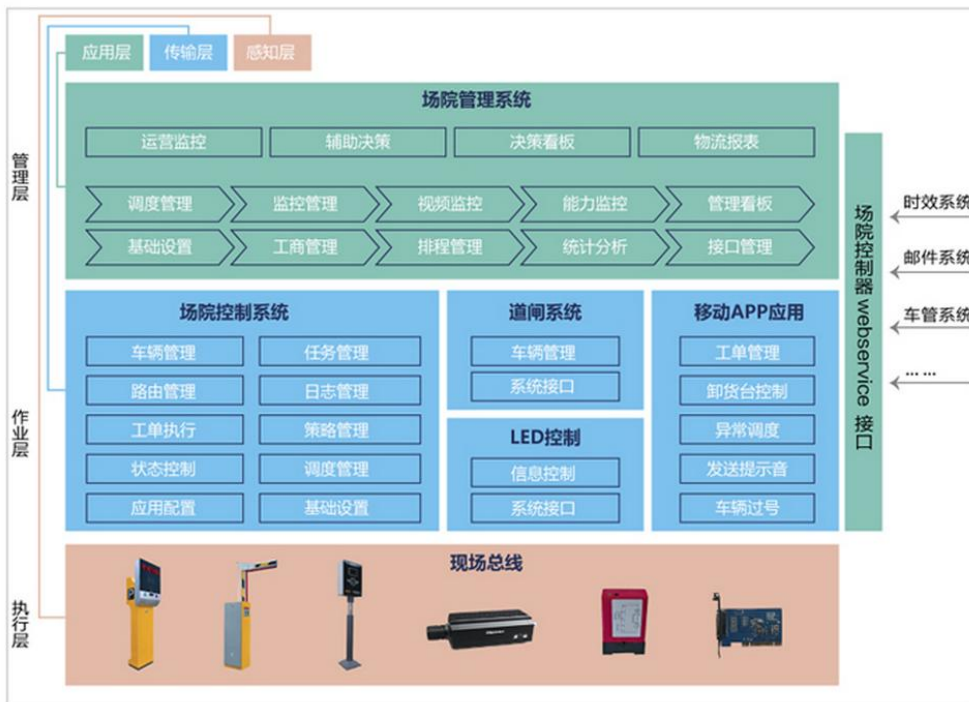 应用层 传输层 感知层
场院管理系统
运营监控 辅助决策 决策看板 物流报表
调度管理 监控管理 视频监控 能力监控 管理看板
基础设置 工商管理 排程管理 统计分析 接口管理
管理层
场院控制系统
车辆管理 任务管理
路由管理 日志管理
工单执行 策略管理
状态控制 调度管理
应用配置 基础设置
道闸系统
车辆管理
系统接口
LED控制
信息控制
系统接口
移动APP应用
工单管理
卸货台控制
异常调度
发送提示音
车辆过号
作业层
场院控制器 webservice 接口
时效系统
邮件系统
车管系统
... ...
现场总线
执行层